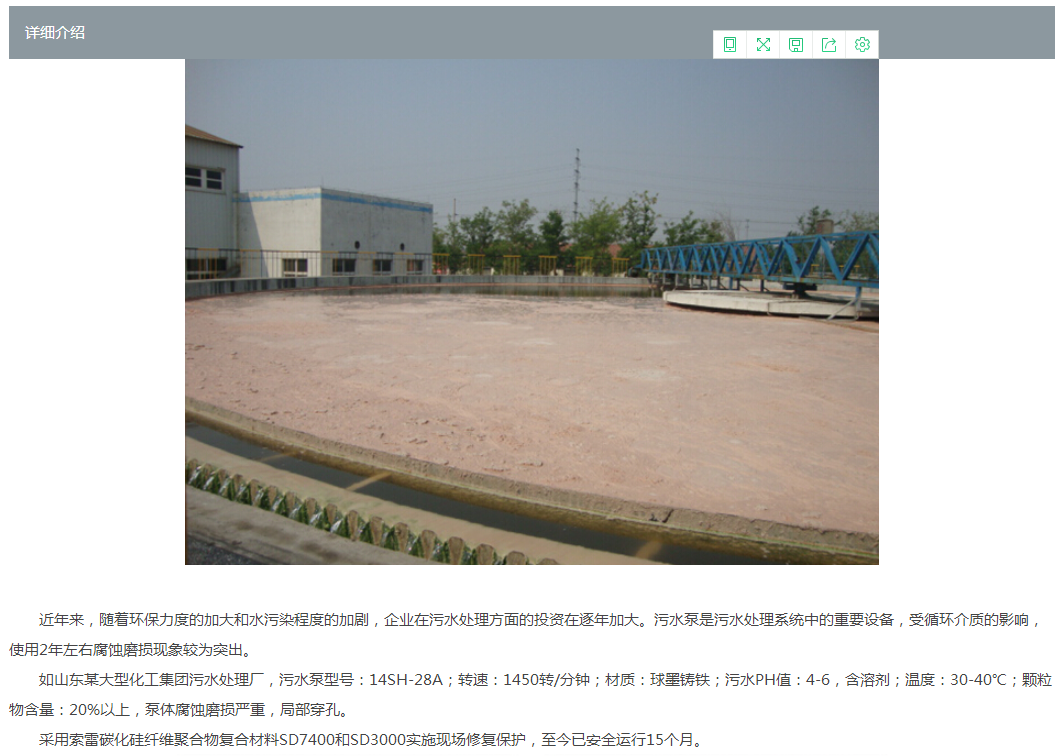 详细介绍
近年来，随着环保力度的加大和水污染程度的加剧，企业在污水处理方面的投资在逐年加大。污水泵是污水处理系统中的重要设备，受循环介质的影响，
使用2年左右腐蚀磨损现象较为突出。
如山东某大型化工集团污水处理厂，污水泵型号：14SH-28A；转速：1450转/分钟；材质：球墨铸铁；污水PH值：4-6，含溶剂；温度：30-40℃；颗粒
物含量：20%以上，泵体腐蚀磨损严重，局部穿孔。
采用索雷碳化硅纤维聚合物复合材料SD7400和SD3000实施现场修复保护，至今已安全运行15个月。